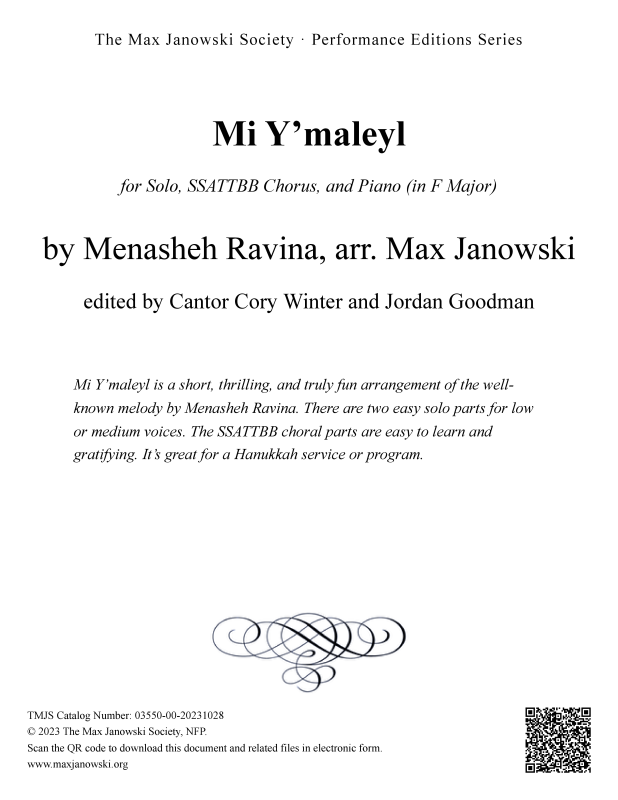 The Max Janowski Society · Performance Editions Series
Mi Y’maleyl
for Solo, SSATTBB Chorus, and Piano (in F Major)
by Menasheh Ravina, arr. Max Janowski
edited by Cantor Cory Winter and Jordan Goodman
Mi Y’maleyl is a short, thrilling, and truly fun arrangement of the well-
known melody by Menasheh Ravina. There are two easy solo parts for low
or medium voices. The SSATTBB choral parts are easy to learn and
gratifying. It’s great for a Hanukkah service or program.
TMJS Catalog Number: 03550-00-20231028
© 2023 The Max Janowski Society, NFP.
Scan the QR code to download this document and related files in electronic form.
www.maxjanowski.org